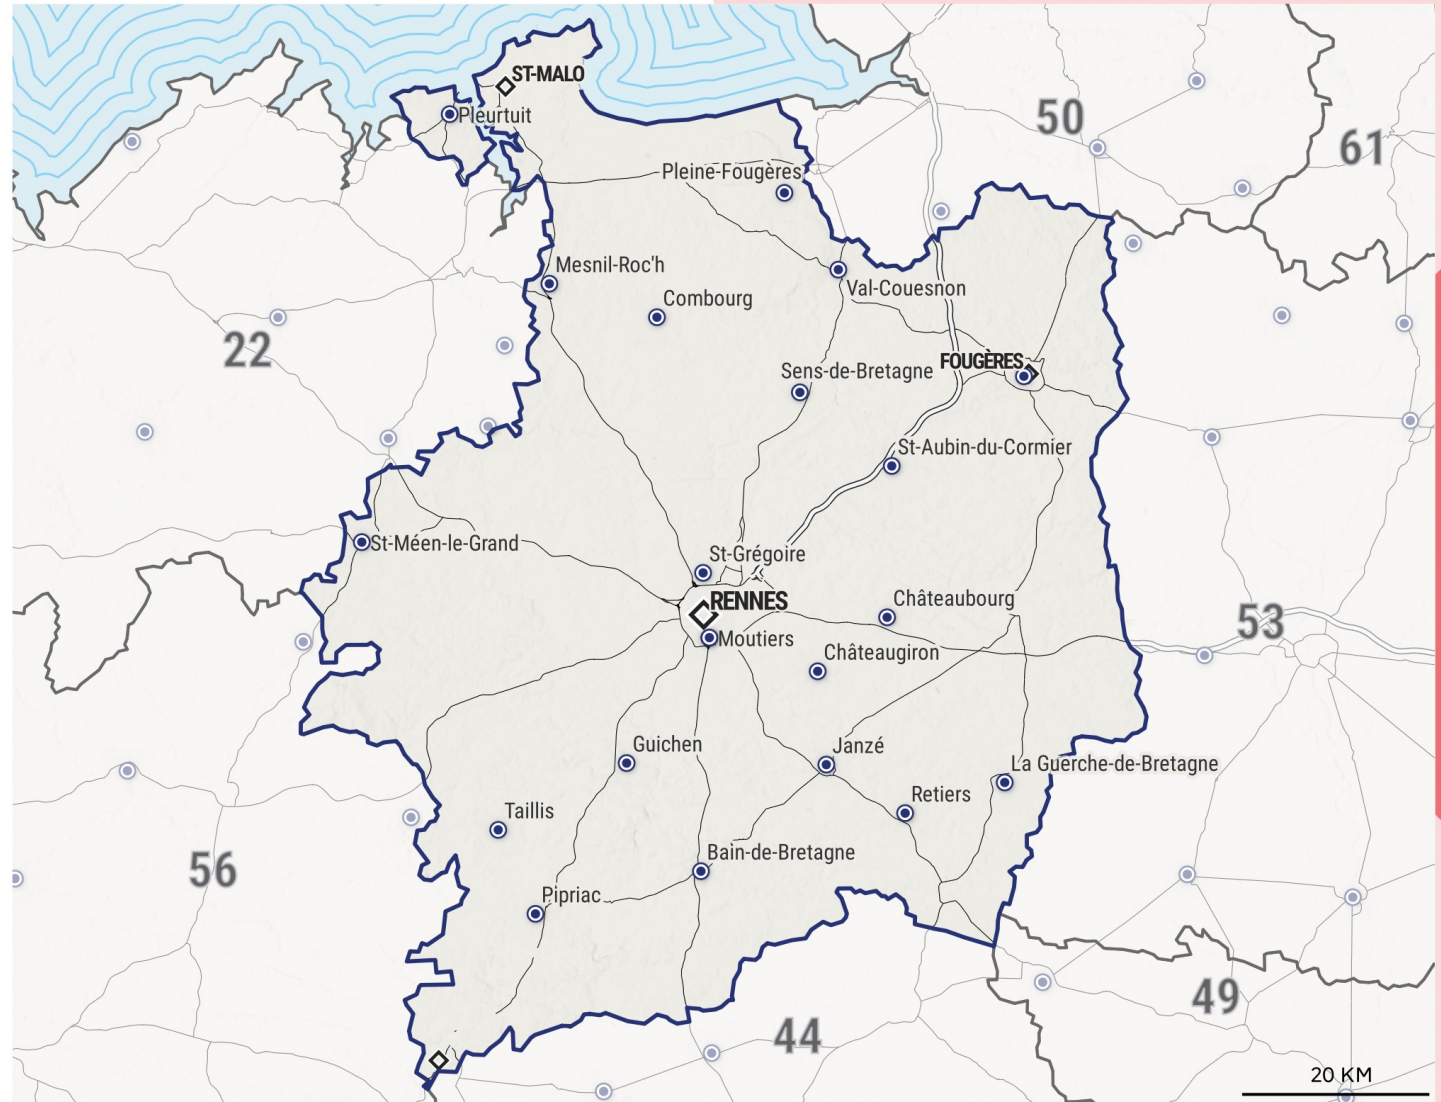 ST-MALO
Pleurtuit
50
61
Pleine-Fougères
Mesnil-Roc'h
Combourg
Val-Couesnon
22
FOUGÈRES
Sens-de-Bretagne
St-Aubin-du-Cormier
St-Méen-le-Grand
St-Grégoire
RENNES
Châteaubourg
53
Moutiers
Châteaugiron
Guichen
Janzé
La Guerche-de-Bretagne
Retiers
Taillis
Bain-de-Bretagne
56
Pipriac
49
44
20 KM